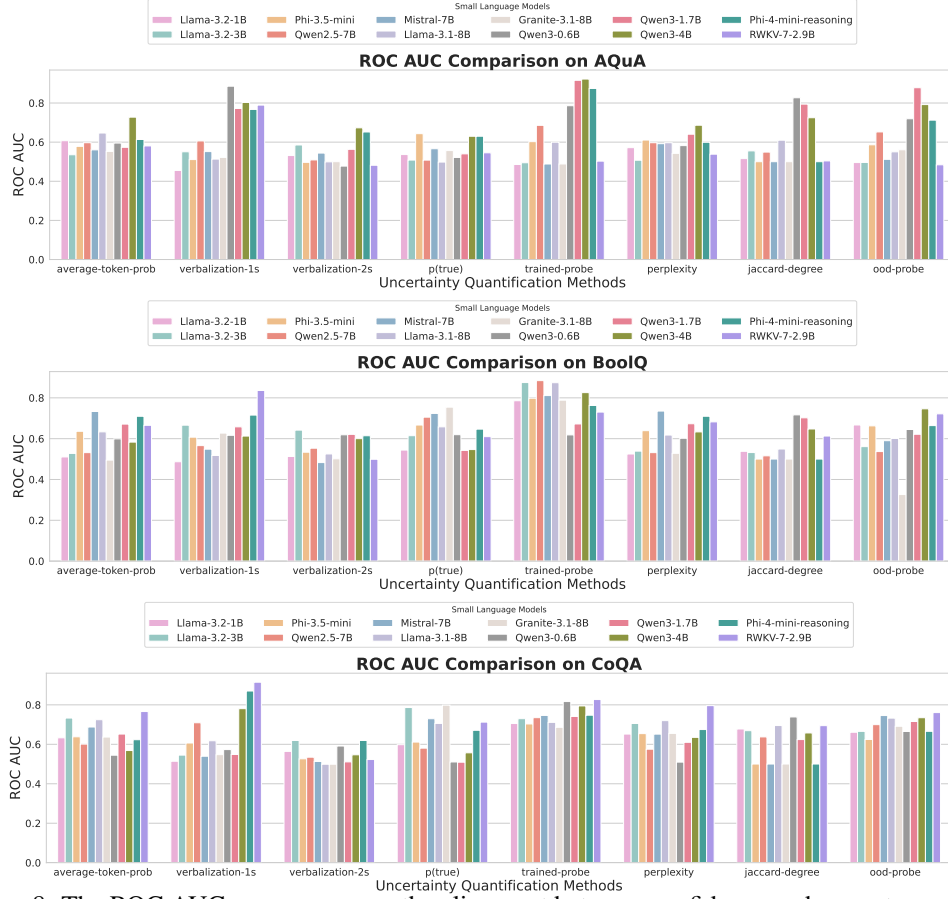 Small Language Models
Llama-3.2-1B Phi-3.5-mini Mistral-7B Granite-3.1-8B Qwen3-1.7B Phi-4-mini-reasoning
Llama-3.2-3B Qwen2.5-7B Llama-3.1-8B Qwen3-0.6B Qwen3-4B RWKV-7-2.9B
ROC AUC Comparison on AQuA
ROC AUC
0.8
0.6
0.4
0.2
0.0
average-token-prob verbalization-1s verbalization-2s p(true) trained-probe perplexity jaccard-degree ood-probe
Uncertainty Quantification Methods
Small Language Models
Llama-3.2-1B Phi-3.5-mini Mistral-7B Granite-3.1-8B Qwen3-1.7B Phi-4-mini-reasoning
Llama-3.2-3B Qwen2.5-7B Llama-3.1-8B Qwen3-0.6B Qwen3-4B RWKV-7-2.9B
ROC AUC Comparison on BoolQ
ROC AUC
0.8
0.6
0.4
0.2
0.0
average-token-prob verbalization-1s verbalization-2s p(true) trained-probe perplexity jaccard-degree ood-probe
Uncertainty Quantification Methods
Small Language Models
Llama-3.2-1B Phi-3.5-mini Mistral-7B Granite-3.1-8B Qwen3-1.7B Phi-4-mini-reasoning
Llama-3.2-3B Qwen2.5-7B Llama-3.1-8B Qwen3-0.6B Qwen3-4B RWKV-7-2.9B
ROC AUC Comparison on CoQA
ROC AUC
0.8
0.6
0.4
0.2
0.0
average-token-prob verbalization-1s verbalization-2s p(true) trained-probe perplexity jaccard-degree ood-probe
Uncertainty Quantification Methods
The ROC AUC